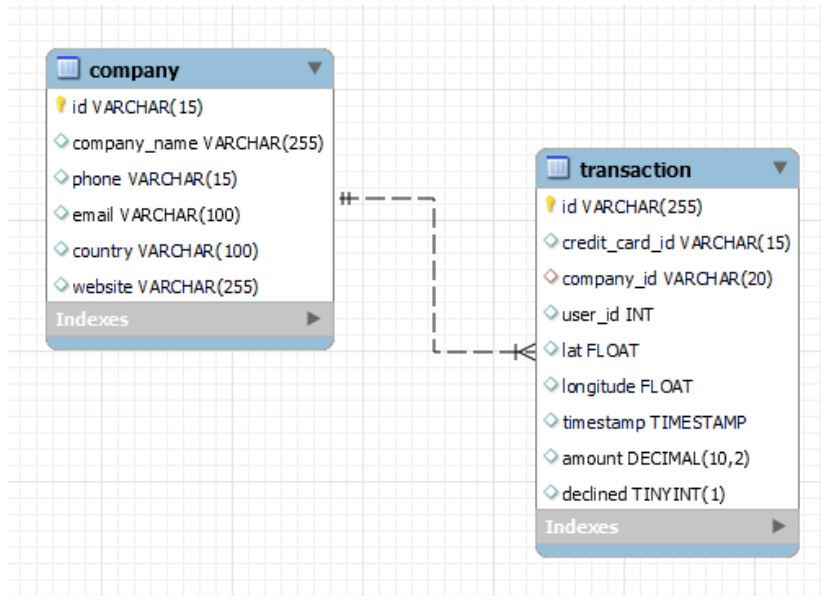 company
id VARCHAR(15)
company_name VARCHAR(255)
phone VARCHAR(15)
email VARCHAR(100)
country VARCHAR(100)
website VARCHAR(255)
Indexes
transaction
id VARCHAR(255)
credit_card_id VARCHAR(15)
company_id VARCHAR(20)
user_id INT
lat FLOAT
longitude FLOAT
timestamp TIMESTAMP
amount DECIMAL(10,2)
declined TINYINT(1)
Indexes